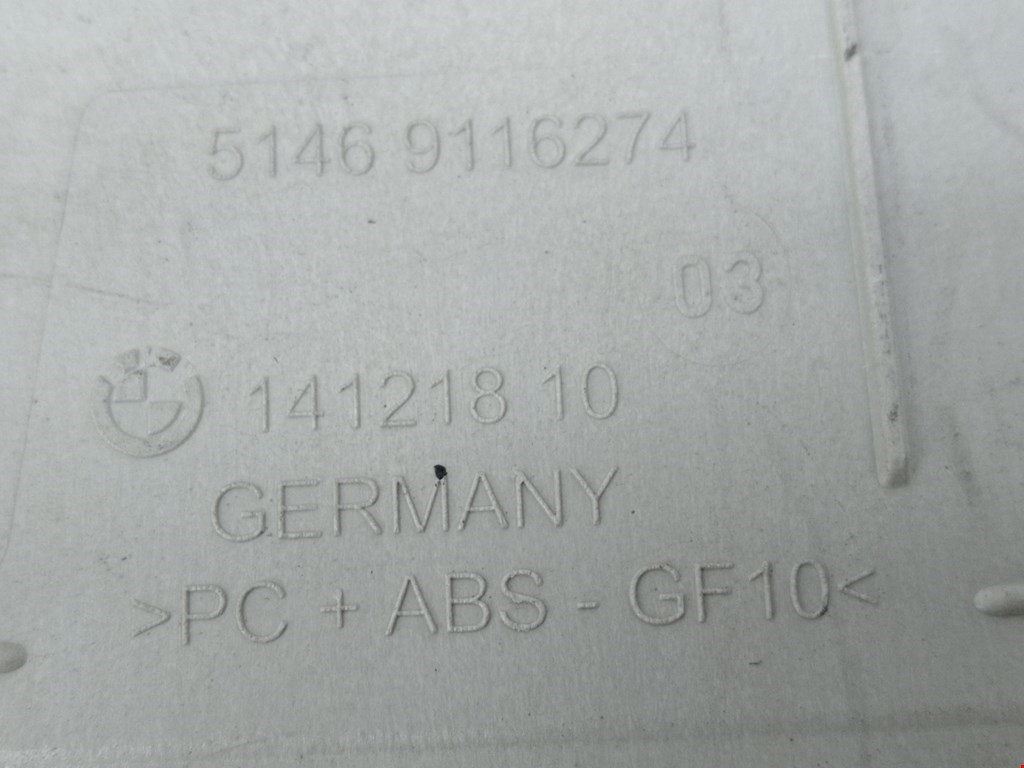 5146 9116274
03
141218 10
GERMANY
>PC + ABS - GF10<